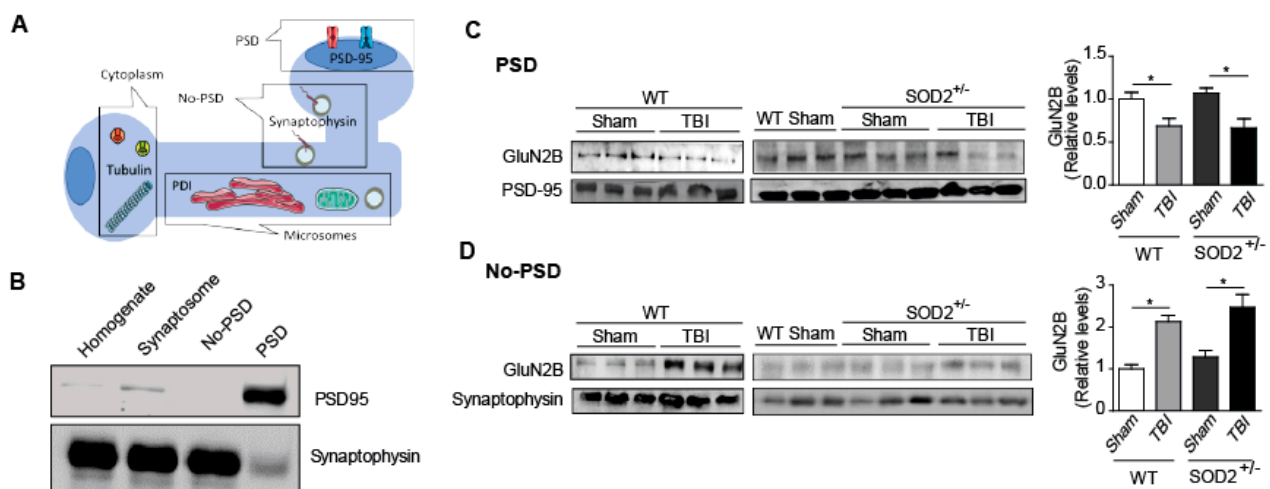 A
PSD
PSD-95
Cytoplasm
No-PSD
Synaptophysin
Tubulin
PDI
Microsomes
B
Homogenate
Synaptosome
No-PSD
PSD
PSD95
Synaptophysin
C
PSD
WT
SOD2+/-
Sham
TBI
WT Sham
Sham
TBI
GluN2B
PSD-95
GluN2B
(Relative levels)
1.5
1.0
0.5
0.0
*
*
Sham
TBI
Sham
TBI
WT
SOD2+/-
D
No-PSD
WT
SOD2+/-
Sham
TBI
WT Sham
Sham
TBI
GluN2B
Synaptophysin
GluN2B
(Relative levels)
3
2
1
0
*
*
Sham
TBI
Sham
TBI
WT
SOD2+/-